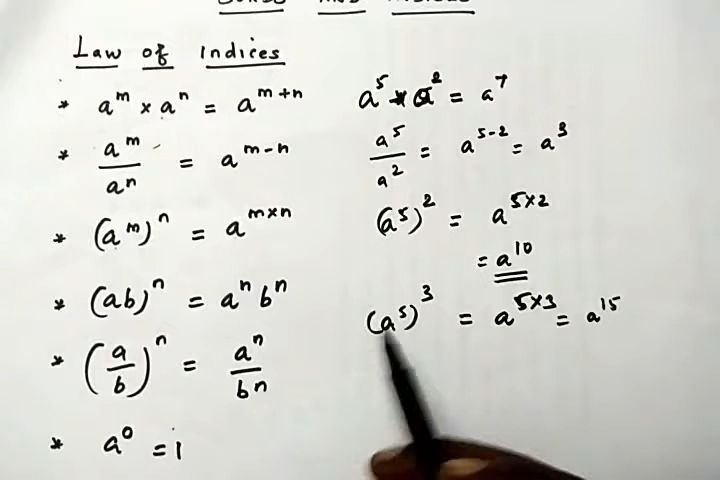 Law of Indices
* a^m × a^n = a^{m+n}
* a^m / a^n = a^{m-n}
* (a^m)^n = a^{m×n}
* (ab)^n = a^n b^n
* (a/b)^n = a^n / b^n
* a^0 = 1
a^5 * a^2 = a^7
a^5 / a^2 = a^{5-2} = a^3
(a^5)^2 = a^{5×2}
= a^{10}
(a^5)^3 = a^{5×3} = a^{15}